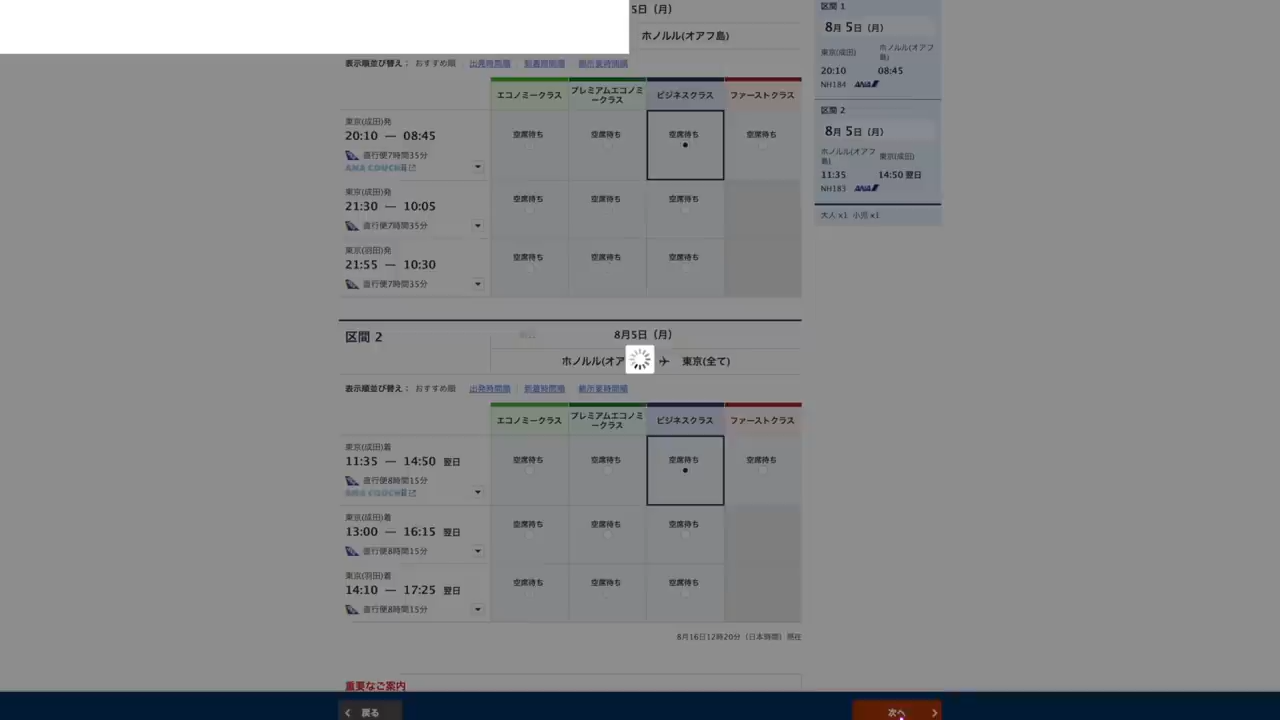 5日（月）
ホノルル(オアフ島)
表示順並び替え： おすすめ順 出発時間順 到着時間順 総所要時間順
エコノミークラス プレミアムエコノミークラス ビジネスクラス ファーストクラス
東京(成田)発
20:10 — 08:45
直行便7時間35分
ANA COUCHii
空席待ち 空席待ち 空席待ち 空席待ち
東京(成田)発
21:30 — 10:05
直行便7時間35分
空席待ち 空席待ち 空席待ち
東京(羽田)発
21:55 — 10:30
直行便7時間35分
空席待ち 空席待ち 空席待ち
区間 2
8月5日（月）
ホノルル(オア 東京(全て)
表示順並び替え： おすすめ順 出発時間順 到着時間順 総所要時間順
エコノミークラス プレミアムエコノミークラス ビジネスクラス ファーストクラス
東京(成田)着
11:35 — 14:50 翌日
直行便8時間15分
ANA COUCHii
空席待ち 空席待ち 空席待ち 空席待ち
東京(成田)着
13:00 — 16:15 翌日
直行便8時間15分
空席待ち 空席待ち 空席待ち
東京(羽田)着
14:10 — 17:25 翌日
直行便8時間15分
空席待ち 空席待ち 空席待ち
8月16日12時20分（日本時間）現在
重要なご案内
戻る
次へ
区間 1
8月 5日（月）
東京(成田) ホノルル(オアフ島)
20:10 08:45
NH184 ANA
区間 2
8月 5日（月）
ホノルル(オアフ島) 東京(成田)
11:35 14:50 翌日
NH183 ANA
大人 x1 小児 x1